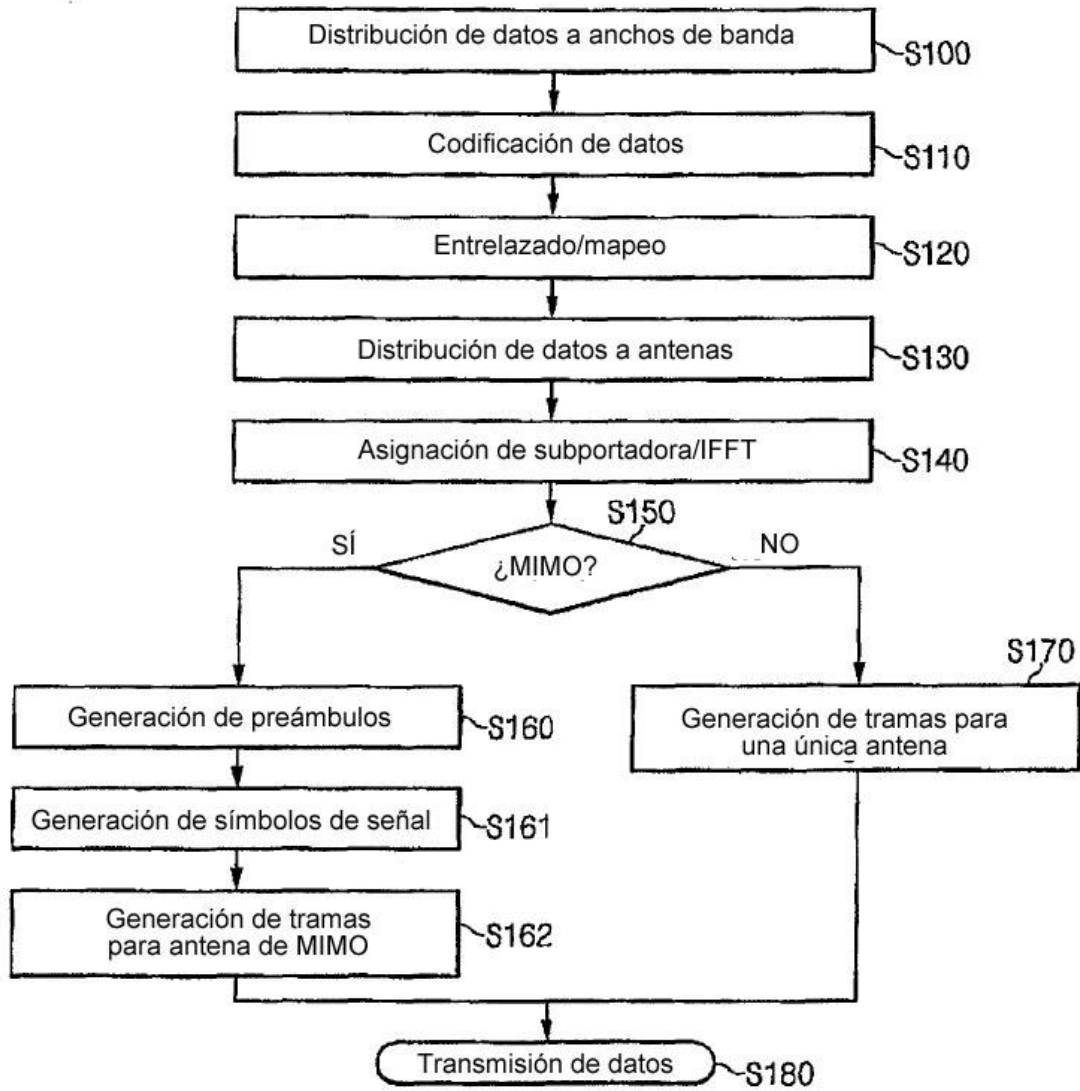 Distribución de datos a anchos de banda
S100
Codificación de datos
S110
Entrelazado/mapeo
S120
Distribución de datos a antenas
S130
Asignación de subportadora/IFFT
S140
S150
SÍ
¿MIMO?
NO
S170
Generación de preámbulos
S160
Generación de tramas para
una única antena
Generación de símbolos de señal
S161
Generación de tramas
para antena de MIMO
S162
Transmisión de datos
S180